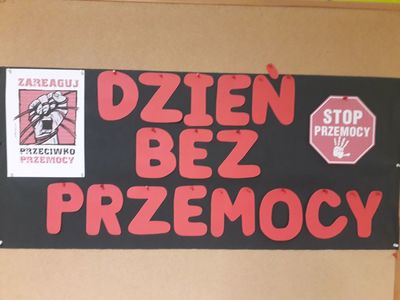 ZAREAGUJ
PRZECIWKO
PRZEMOCY
DZIEŃ
BEZ
PRZEMOCY
STOP
PRZEMOCY